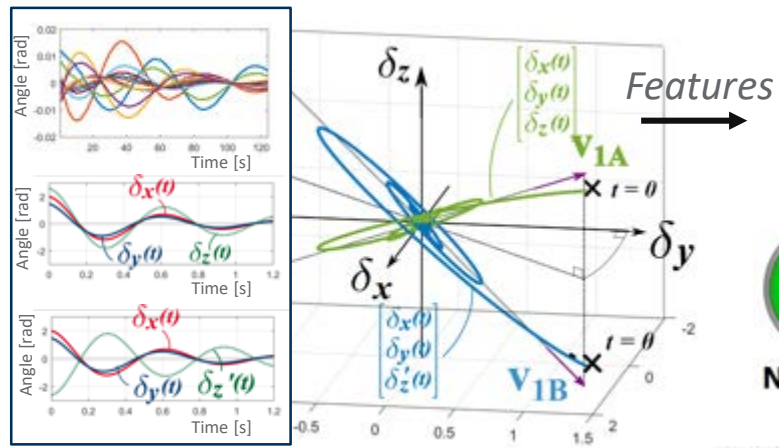 Angle [rad]
0.02
0.01
0
-0.01
-0.02
20 40 60 80 100 120
Time [s]
Angle [rad]
2
0
-2
δx(t)
δy(t)
δz(t)
0 0.2 0.4 0.6 0.8 1 1.2
Time [s]
Angle [rad]
2
0
-2
δx(t)
δy(t)
δz'(t)
0 0.2 0.4 0.6 0.8 1 1.2
Time [s]
δz
δx(t)
δy(t)
δz(t)
v1A
t = 0
δy
δx
δx(t)
δy(t)
δz'(t)
v1B
t = 0
-0.5 0 0.5 1 1.5
-2
0
2
Features
N